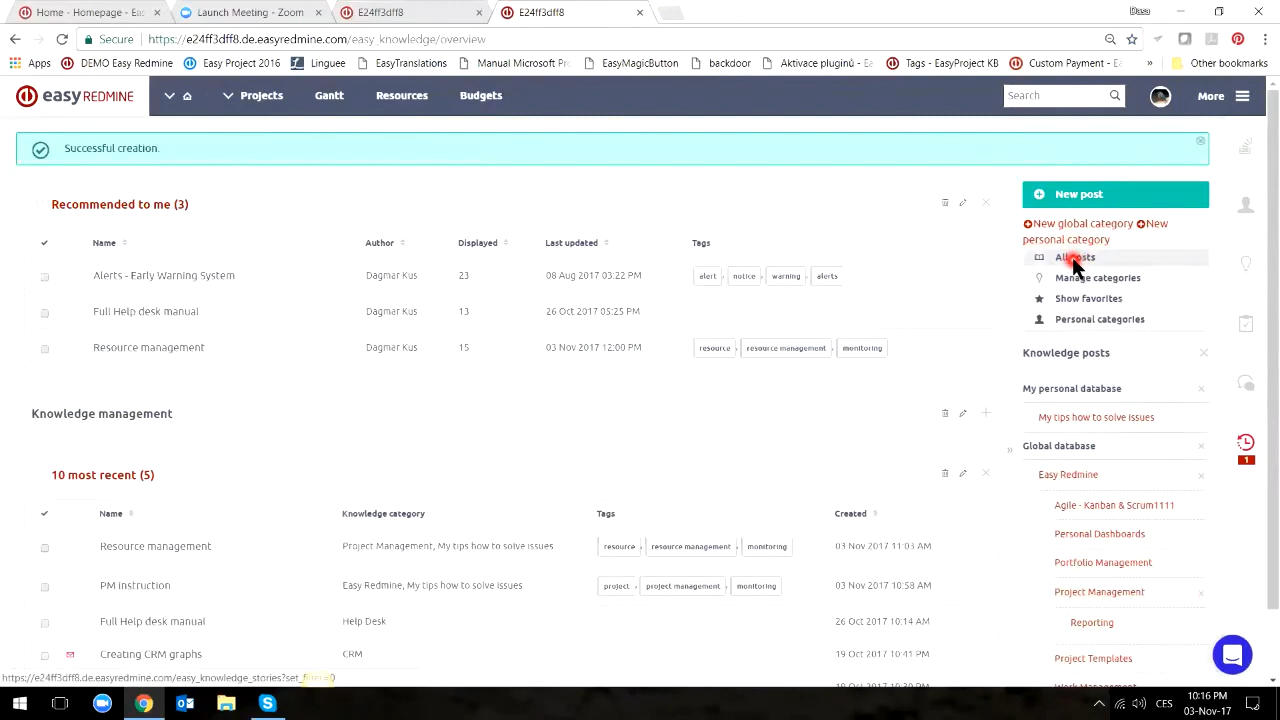 Home - Homepage - Eas
Launch Meeting - Zoom
E24ff3dff8
E24ff3dff8
Secure
https://e24ff3dff8.de.easyredmine.com/easy_knowledge/overview
Apps
DEMO Easy Redmine
Easy Project 2016
Linguee
EasyTranslations
Manual Microsoft Pro
EasyMagicButton
backdoor
Aktivace pluginů - Ea
Tags - EasyProject KB
Custom Payment - Ea
Other bookmarks
easy REDMINE
Projects
Gantt
Resources
Budgets
Search
More
Successful creation.
New post
New global category New
personal category
All posts
Manage categories
Show favorites
Personal categories
Recommended to me (3)
Name Author Displayed Last updated Tags
Alerts - Early Warning System Dagmar Kus 23 08 Aug 2017 03:22 PM alert, notice, warning, alerts
Full Help desk manual Dagmar Kus 13 26 Oct 2017 05:25 PM
Resource management Dagmar Kus 15 03 Nov 2017 12:00 PM resource, resource management, monitoring
Knowledge management
10 most recent (5)
Name Knowledge category Tags Created
Resource management Project Management, My tips how to solve issues resource, resource management, monitoring 03 Nov 2017 11:03 AM
PM instruction Easy Redmine, My tips how to solve issues project, project management, monitoring 03 Nov 2017 10:58 AM
Full Help desk manual Help Desk 26 Oct 2017 10:14 AM
Creating CRM graphs CRM 19 Oct 2017 10:41 PM
Knowledge posts
My personal database
My tips how to solve issues
Global database
Easy Redmine
Agile - Kanban & Scrum1111
Personal Dashboards
Portfolio Management
Project Management
Reporting
Project Templates
1
https://e24ff3dff8.de.easyredmine.com/easy_knowledge_stories?set_filter=0
CES
10:16 PM
03-Nov-17